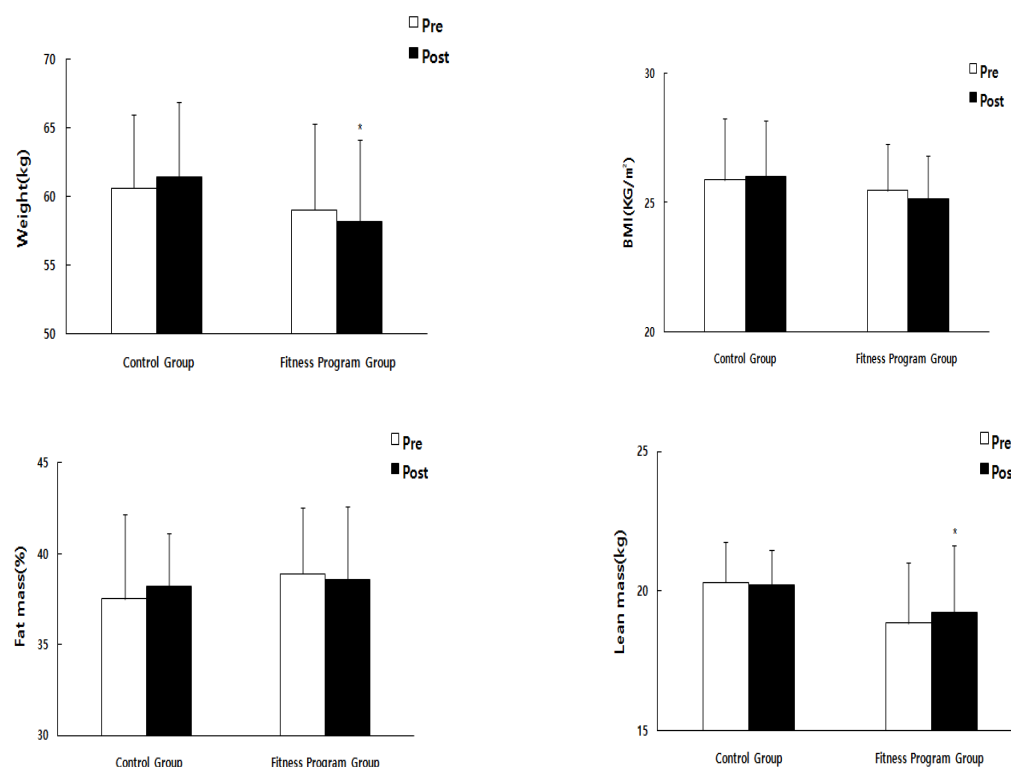 Pre
Post
70
65
60
55
50
Weight(kg)
*
Control Group
Fitness Program Group
Pre
Post
30
25
20
BMI(KG/m²)
Control Group
Fitness Program Group
Pre
Post
45
40
35
30
Fat mass(%)
Control Group
Fitness Program Group
Pre
Pos
25
20
15
Lean mass(kg)
*
Control Group
Fitness Program Group